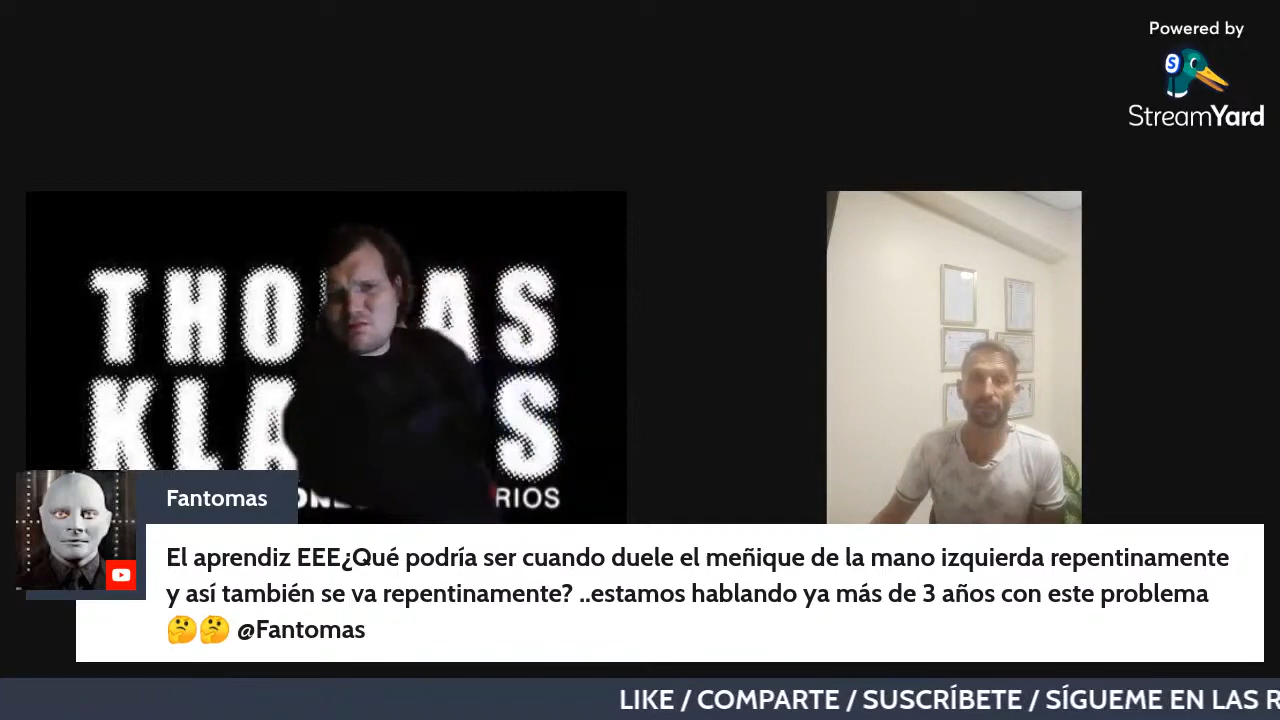 Powered by
StreamYard
THOMAS
KLA S
RIOS
Fantomas
El aprendiz EEE¿Qué podría ser cuando duele el meñique de la mano izquierda repentinamente
y así también se va repentinamente? ..estamos hablando ya más de 3 años con este problema
🤔🤔 @Fantomas
LIKE / COMPARTE / SUSCRÍBETE / SÍGUEME EN LAS R